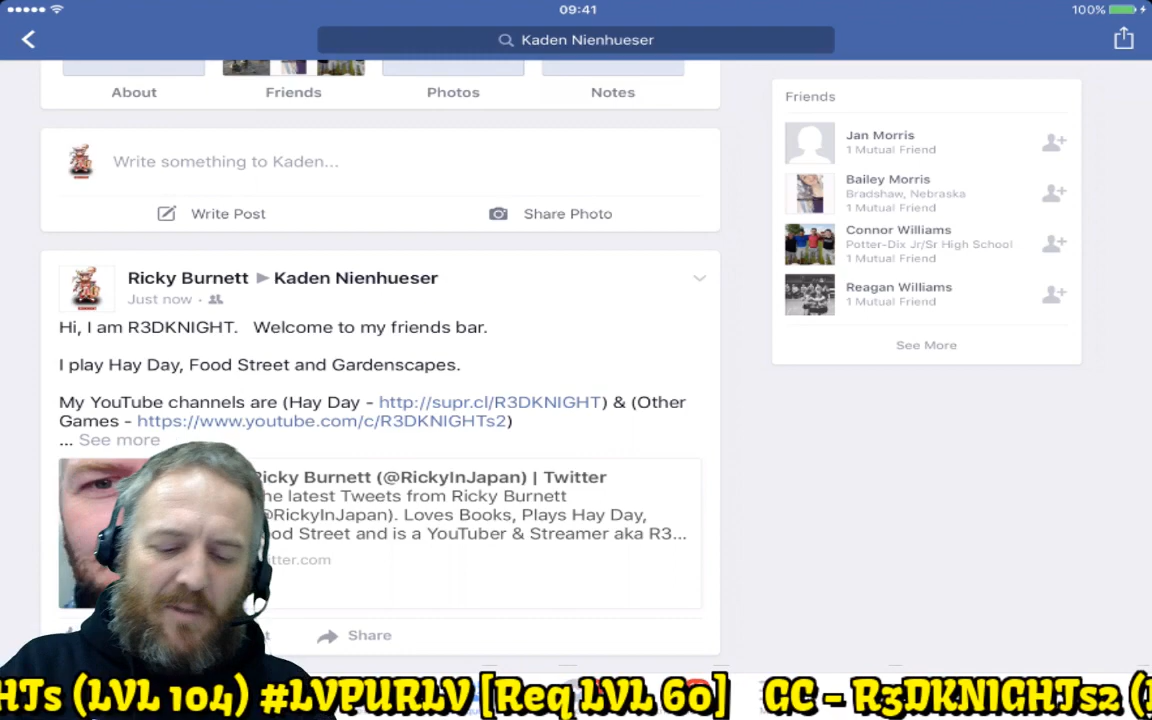 09:41
100%
Kaden Nienhueser
About
Friends
Photos
Notes
Write something to Kaden...
Write Post
Share Photo
Ricky Burnett ▶ Kaden Nienhueser
Just now ·
Hi, I am R3DKNIGHT. Welcome to my friends bar.
I play Hay Day, Food Street and Gardenscapes.
My YouTube channels are (Hay Day - http://supr.cl/R3DKNIGHT) & (Other
Games - https://www.youtube.com/c/R3DKNIGHTs2)
... See more
Ricky Burnett (@RickyInJapan) | Twitter
he latest Tweets from Ricky Burnett
@RickyInJapan). Loves Books, Plays Hay Day,
ood Street and is a YouTuber & Streamer aka R3...
tter.com
Share
Friends
Jan Morris
1 Mutual Friend
Bailey Morris
Bradshaw, Nebraska
1 Mutual Friend
Connor Williams
Potter-Dix Jr/Sr High School
1 Mutual Friend
Reagan Williams
1 Mutual Friend
See More
HTs (LVL 104) #LVPURLV [Req LVL 60] GC - R3DKNIGHTs2 (